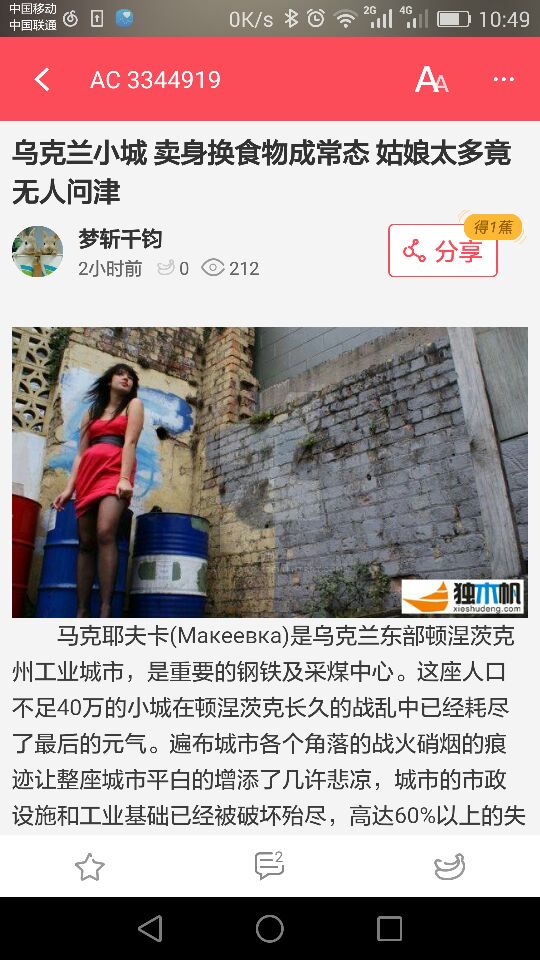 中国移动
中国联通
0K/s 2G 4G 10:49
AC 3344919 AA
乌克兰小城 卖身换食物成常态 姑娘太多竟
无人问津
梦斩千钧
得1蕉
分享
2小时前 0 212
独木帆
xieshudeng.com
马克耶夫卡(Макеевка)是乌克兰东部顿涅茨克
州工业城市，是重要的钢铁及采煤中心。这座人口
不足40万的小城在顿涅茨克长久的战乱中已经耗尽
了最后的元气。遍布城市各个角落的战火硝烟的痕
迹让整座城市平白的增添了几许悲凉，城市的市政
设施和工业基础已经被破坏殆尽，高达60%以上的失
2